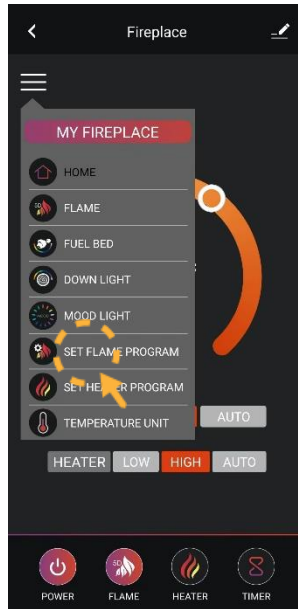 Fireplace
MY FIREPLACE
HOME
FLAME
FUEL BED
DOWN LIGHT
MOOD LIGHT
SET FLAME PROGRAM
SET HEATER PROGRAM
TEMPERATURE UNIT
AUTO
HEATER LOW HIGH AUTO
POWER FLAME HEATER TIMER